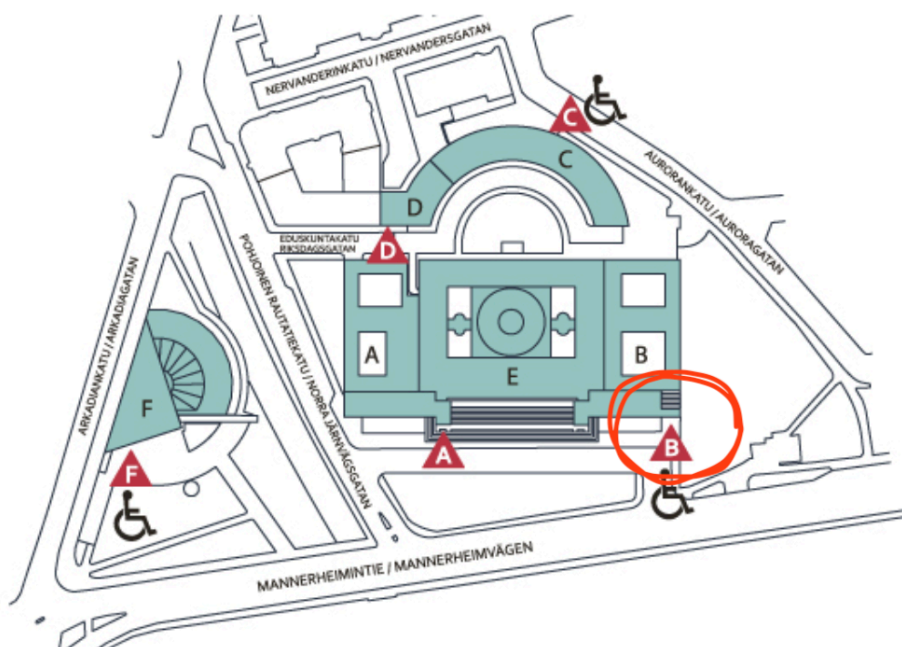 NERVANDERINKATU / NERVANDERSGATAN
C
C
AURORANKATU / AURORAGATAN
D
EDUSKUNTAKATU
RIKSDAGSGATAN
D
POHJOINEN RAUTATIEKATU / NORRA JÄRNVÄGSGATAN
ARKADIANKATU / ARKADIAGATAN
A
B
E
F
A
B
F
MANNERHEIMINTIE / MANNERHEIMVÄGEN